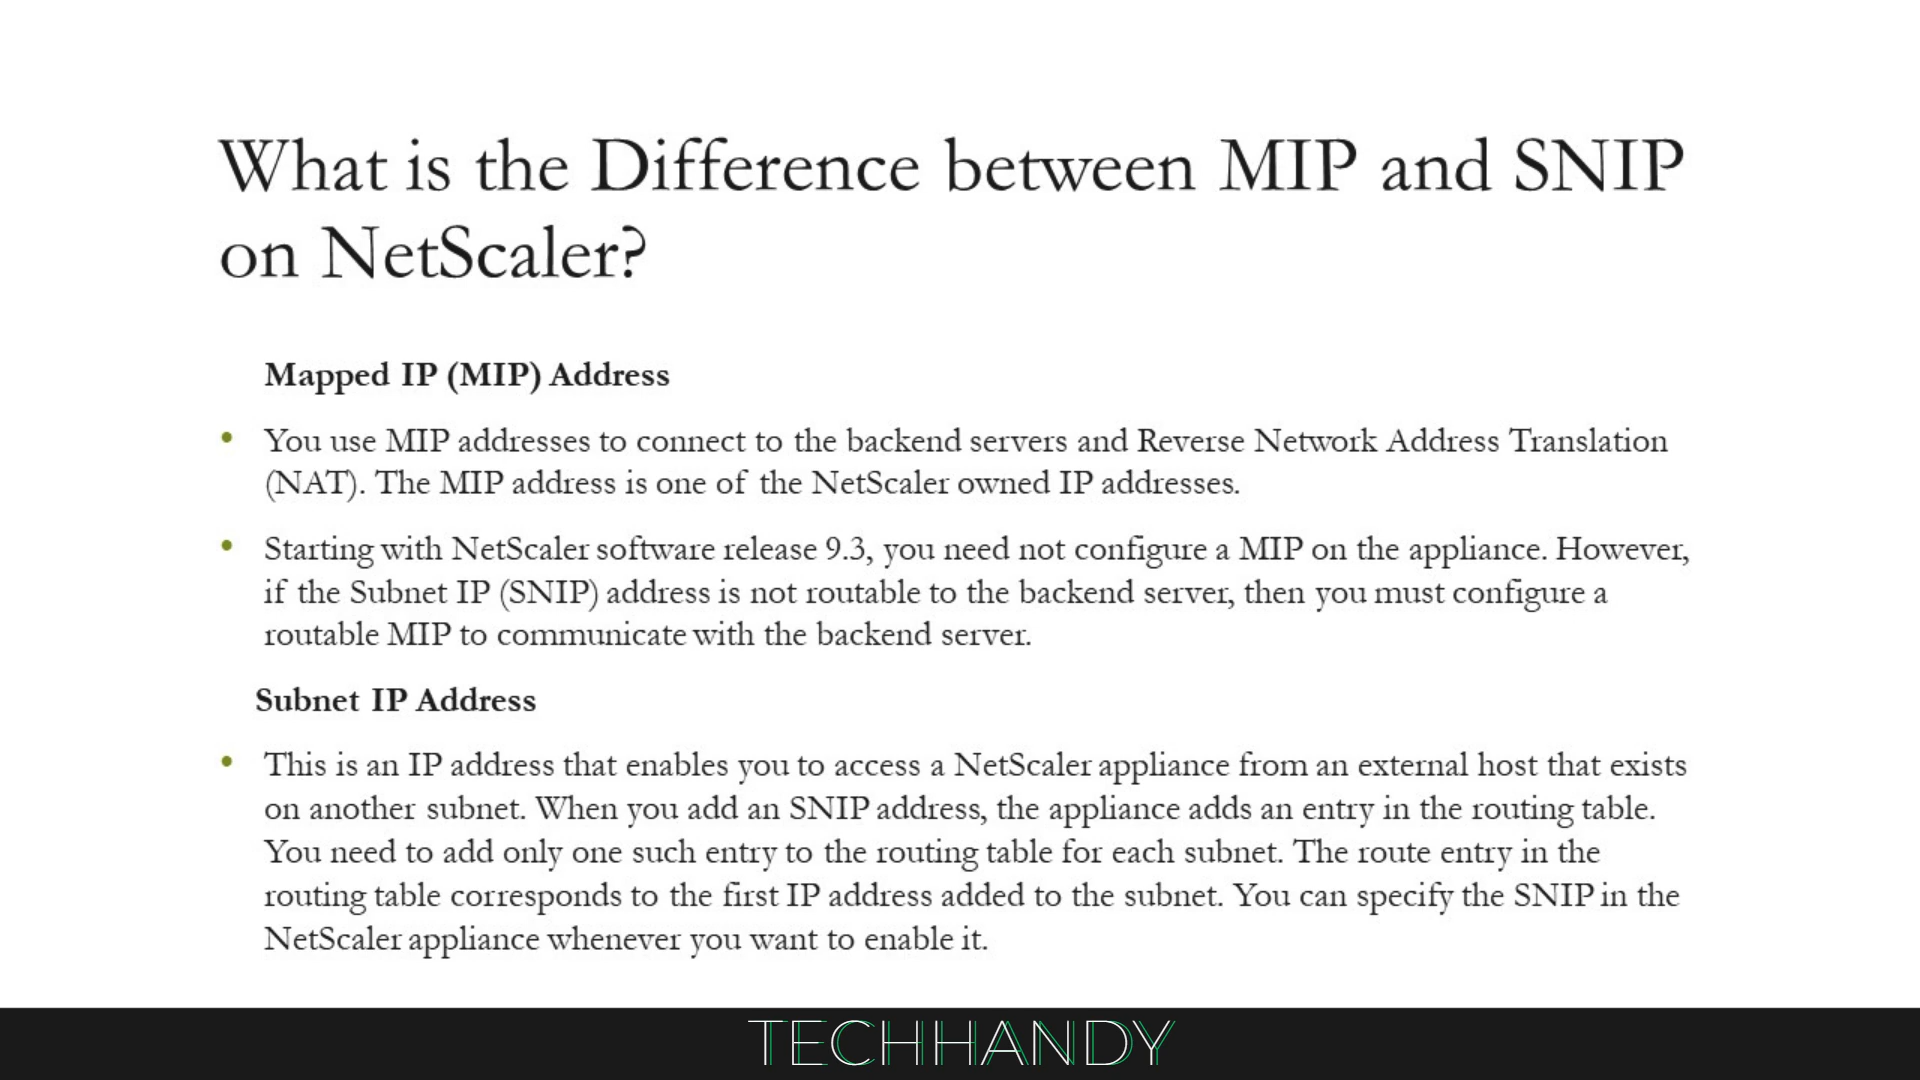 What is the Difference between MIP and SNIP
on NetScaler?
Mapped IP (MIP) Address
• You use MIP addresses to connect to the backend servers and Reverse Network Address Translation
(NAT). The MIP address is one of the NetScaler owned IP addresses.
• Starting with NetScaler software release 9.3, you need not configure a MIP on the appliance. However,
if the Subnet IP (SNIP) address is not routable to the backend server, then you must configure a
routable MIP to communicate with the backend server.
Subnet IP Address
• This is an IP address that enables you to access a NetScaler appliance from an external host that exists
on another subnet. When you add an SNIP address, the appliance adds an entry in the routing table.
You need to add only one such entry to the routing table for each subnet. The route entry in the
routing table corresponds to the first IP address added to the subnet. You can specify the SNIP in the
NetScaler appliance whenever you want to enable it.
TECHHANDY